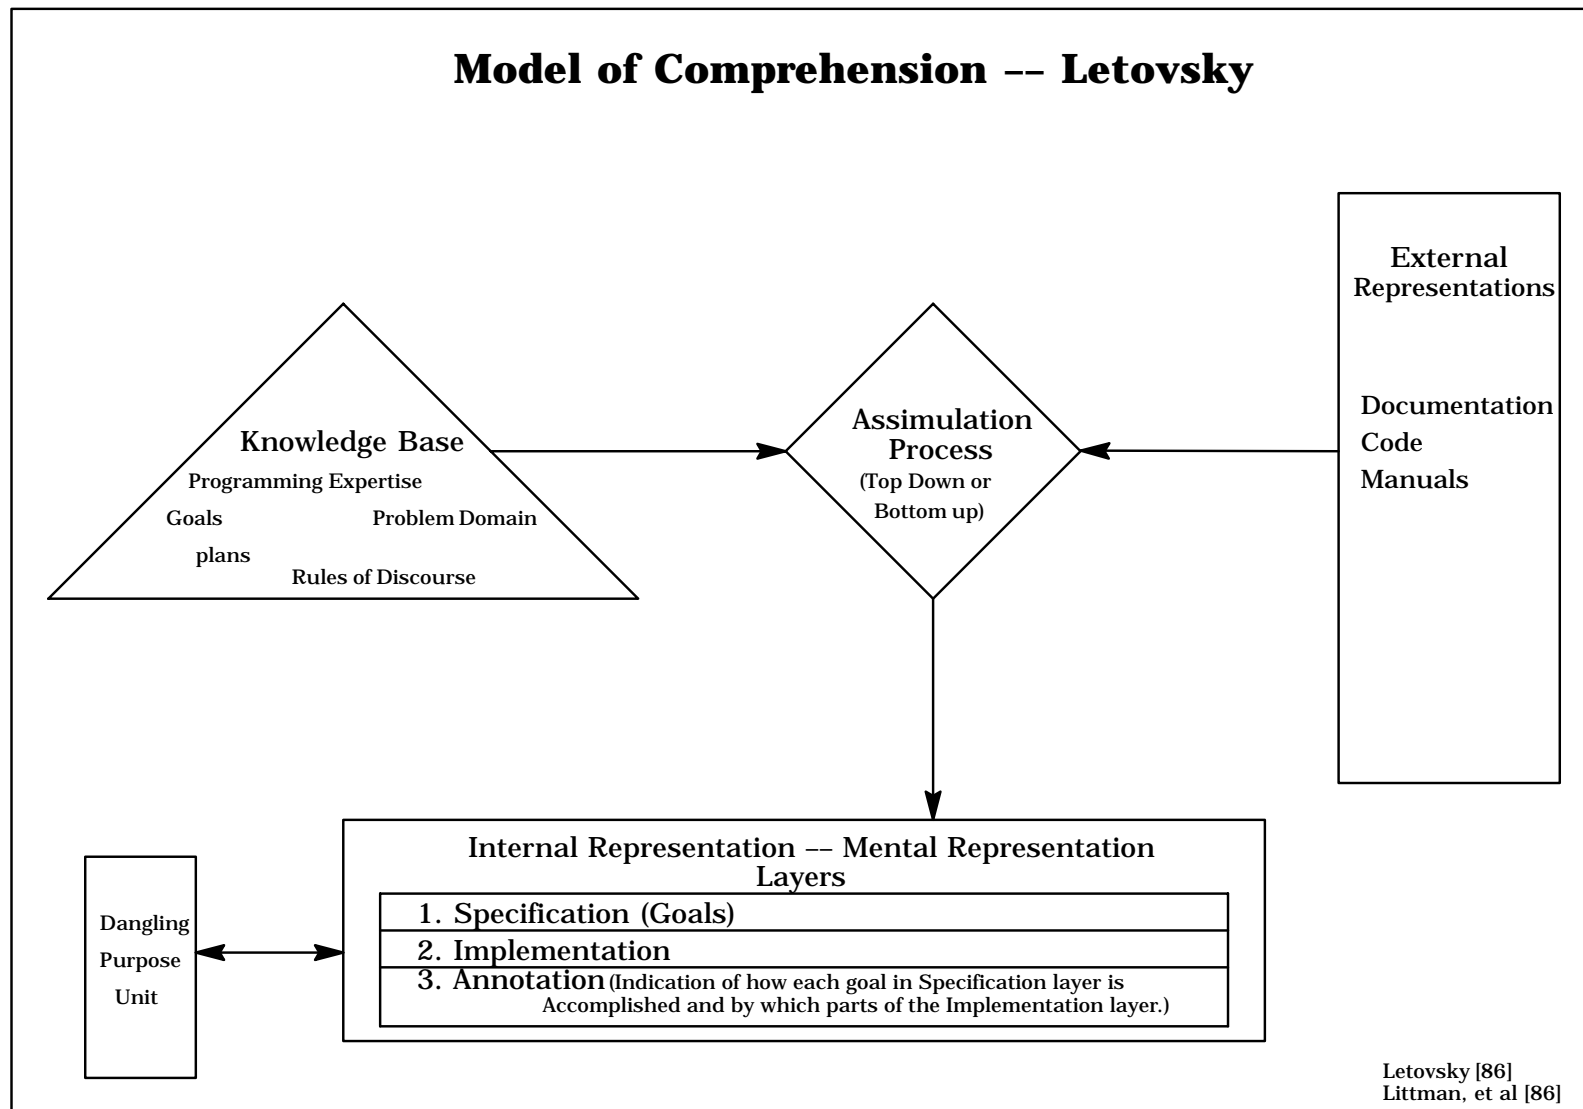 Model of Comprehension -- Letovsky
External
Representations
Documentation
Code
Manuals
Knowledge Base
Programming Expertise
Goals
Problem Domain
plans
Rules of Discourse
Assimulation
Process
(Top Down or
Bottom up)
Internal Representation -- Mental Representation
Layers
1. Specification (Goals)
2. Implementation
3. Annotation (Indication of how each goal in Specification layer is
Accomplished and by which parts of the Implementation layer.)
Dangling
Purpose
Unit
Letovsky [86]
Littman, et al [86]